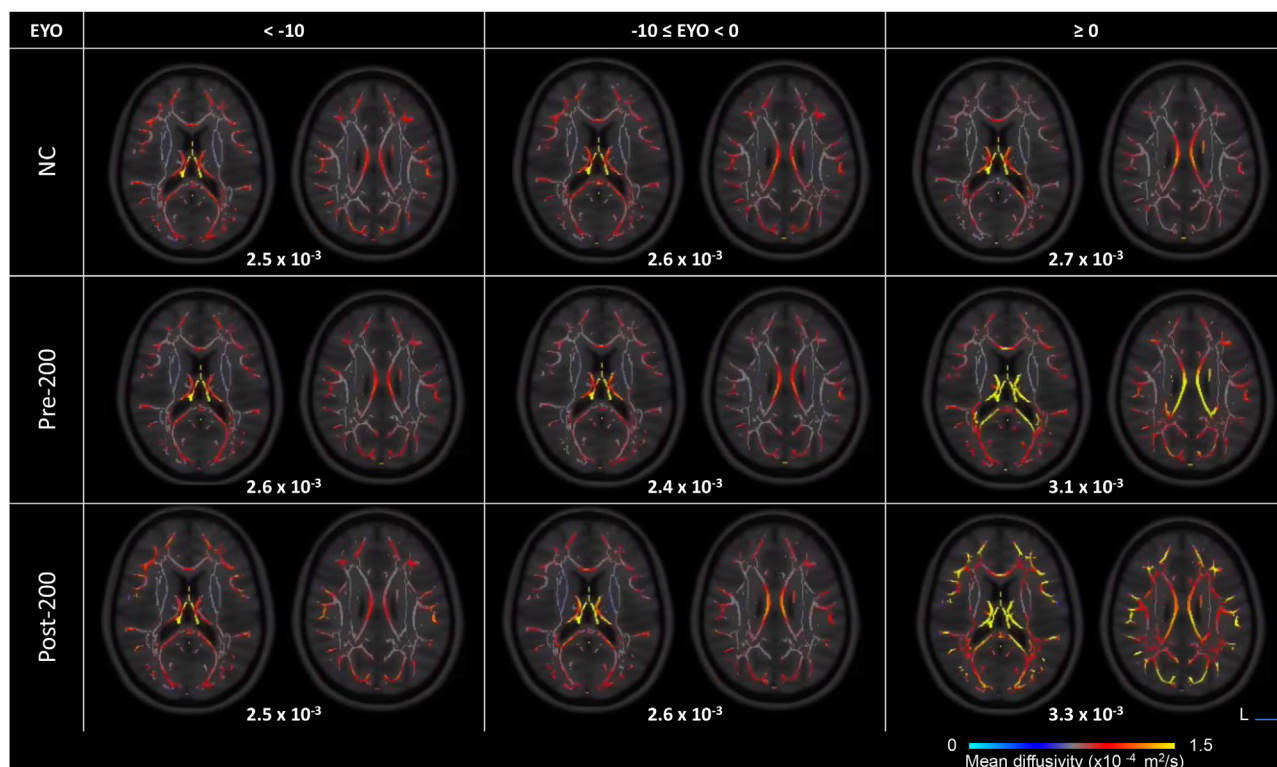 EYO < -10 -10 ≤ EYO < 0 ≥ 0
NC
2.5 x 10⁻³ 2.6 x 10⁻³ 2.7 x 10⁻³
Pre-200
2.6 x 10⁻³ 2.4 x 10⁻³ 3.1 x 10⁻³
Post-200
2.5 x 10⁻³ 2.6 x 10⁻³ 3.3 x 10⁻³
L
0 1.5
Mean diffusivity (x10⁻⁴ m²/s)